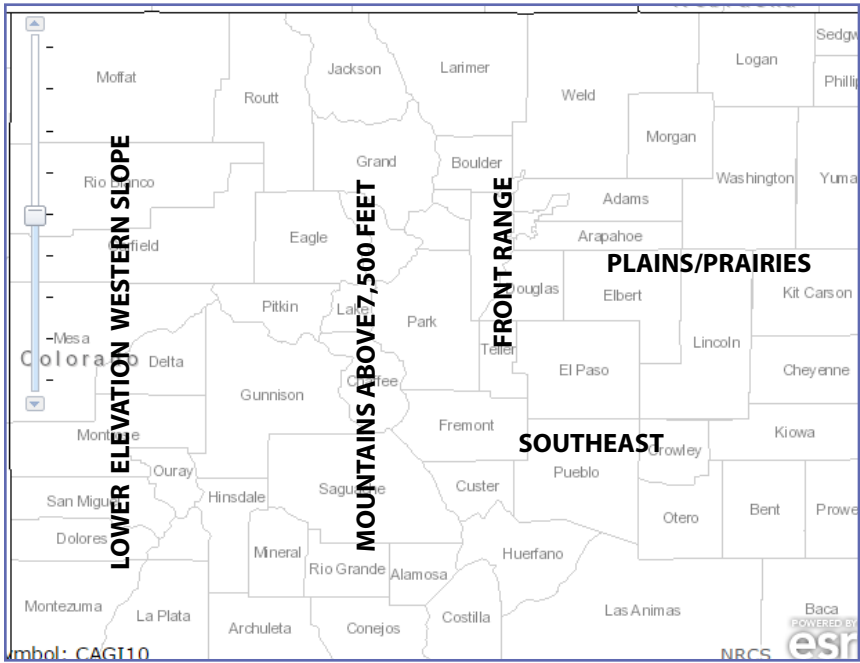 Sedgw
Logan
Jackson
Larimer
Moffat
Phillip
Weld
Routt
Morgan
Grand
Boulder
Washington
Yuma
Rio Blanco
Adams
Arapahoe
Eagle
Garfield
PLAINS/PRAIRIES
LOWER ELEVATION WESTERN SLOPE
MOUNTAINS ABOVE 7,500 FEET
FRONT RANGE
Douglas
Elbert
Kit Carson
Pitkin
Lake
Park
Mesa
Lincoln
Teller
Colorado
Delta
El Paso
Cheyenne
Chaffee
Gunnison
Fremont
Montrose
Kiowa
SOUTHEAST
Crowley
Ouray
Pueblo
Saguache
Custer
Hinsdale
San Miguel
Bent
Prowe
Otero
Dolores
Mineral
Huerfano
Rio Grande
Alamosa
Montezuma
La Plata
Costilla
Las Animas
Baca
Archuleta
Conejos
POWERED BY
esri
ymbol: CAGI10
NRCS